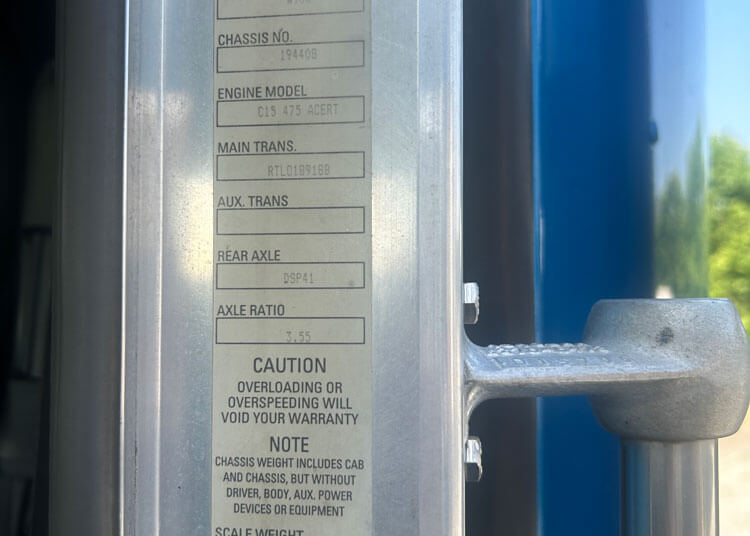 W900
CHASSIS NO.
194408
ENGINE MODEL
C15 475 ACERT
MAIN TRANS.
RTLO18918B
AUX. TRANS
REAR AXLE
DSP41
AXLE RATIO
3.55
CAUTION
OVERLOADING OR
OVERSPEEDING WILL
VOID YOUR WARRANTY
NOTE
CHASSIS WEIGHT INCLUDES CAB
AND CHASSIS, BUT WITHOUT
DRIVER, BODY, AUX. POWER
DEVICES OR EQUIPMENT
SCALE WEIGHT